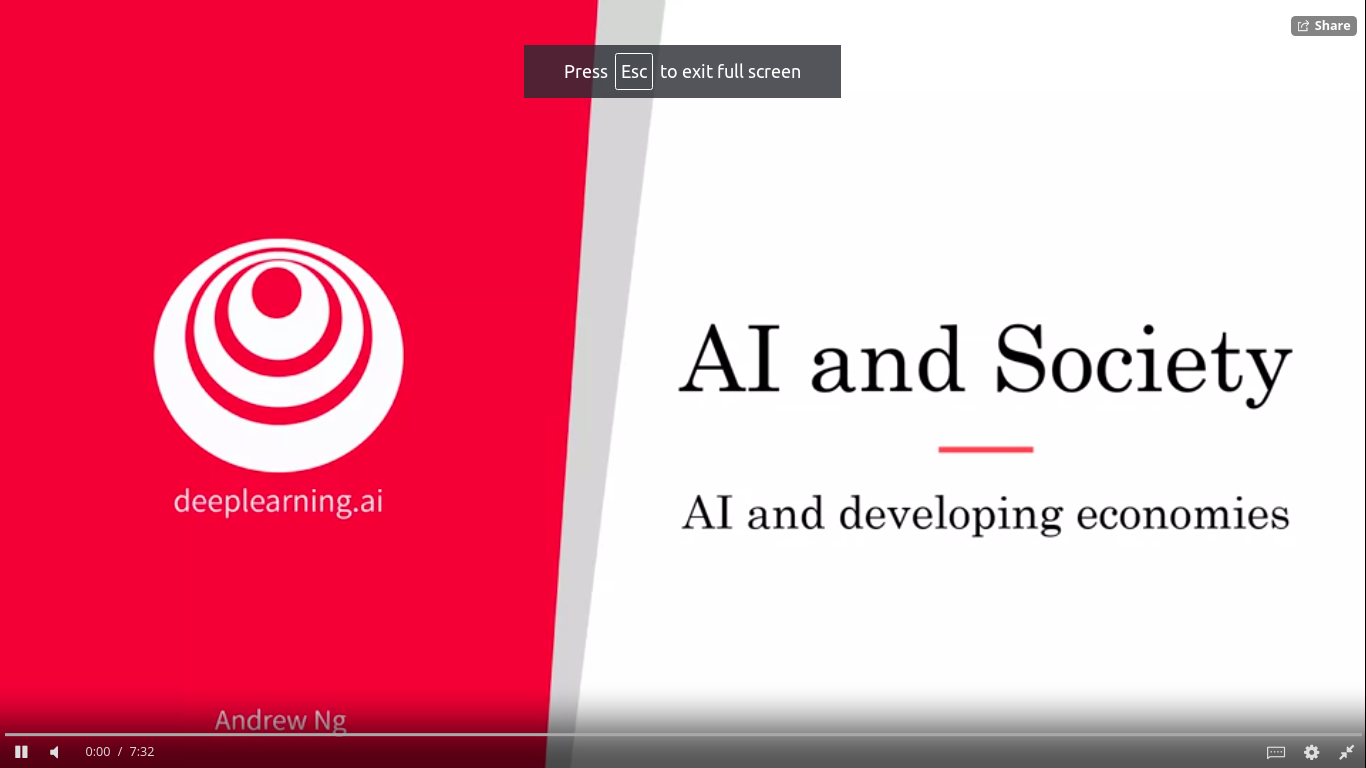 Share
Press Esc to exit full screen
AI and Society
deeplearning.ai
AI and developing economies
Andrew Ng
0:00 / 7:32